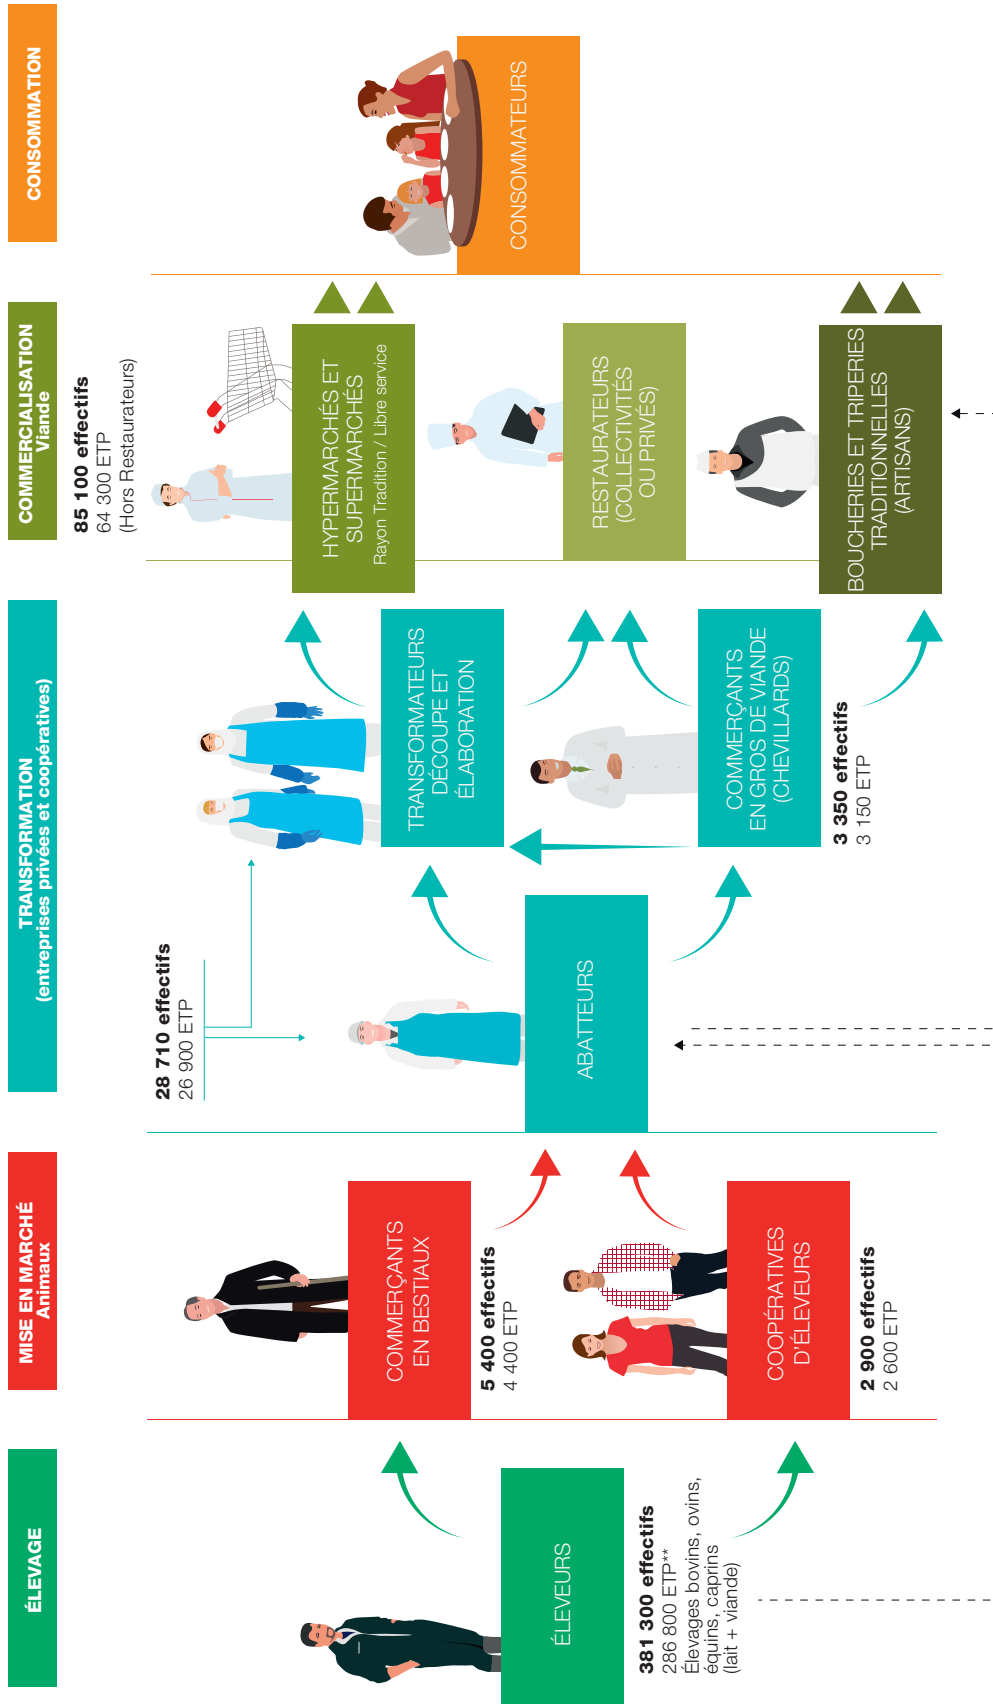 ÉLEVAGE
ÉLEVEURS
381 300 effectifs
286 800 ETP**
Élevages bovins, ovins,
équins, caprins
(lait + viande)
MISE EN MARCHÉ
Animaux
COMMERÇANTS
EN BESTIAUX
5 400 effectifs
4 400 ETP
COOPÉRATIVES
D'ÉLEVEURS
2 900 effectifs
2 600 ETP
TRANSFORMATION
(entreprises privées et coopératives)
28 710 effectifs
26 900 ETP
ABATTEURS
TRANSFORMATEURS
DÉCOUPE ET
ÉLABORATION
COMMERÇANTS
EN GROS DE VIANDE
(CHEVILLARDS)
3 350 effectifs
3 150 ETP
COMMERCIALISATION
Viande
85 100 effectifs
64 300 ETP
(Hors Restaurateurs)
HYPERMARCHÉS ET
SUPERMARCHÉS
Rayon Tradition / Libre service
RESTAURATEURS
(COLLECTIVITÉS
OU PRIVÉS)
BOUCHERIES ET TRIPERIES
TRADITIONNELLES
(ARTISANS)
CONSOMMATION
CONSOMMATEURS